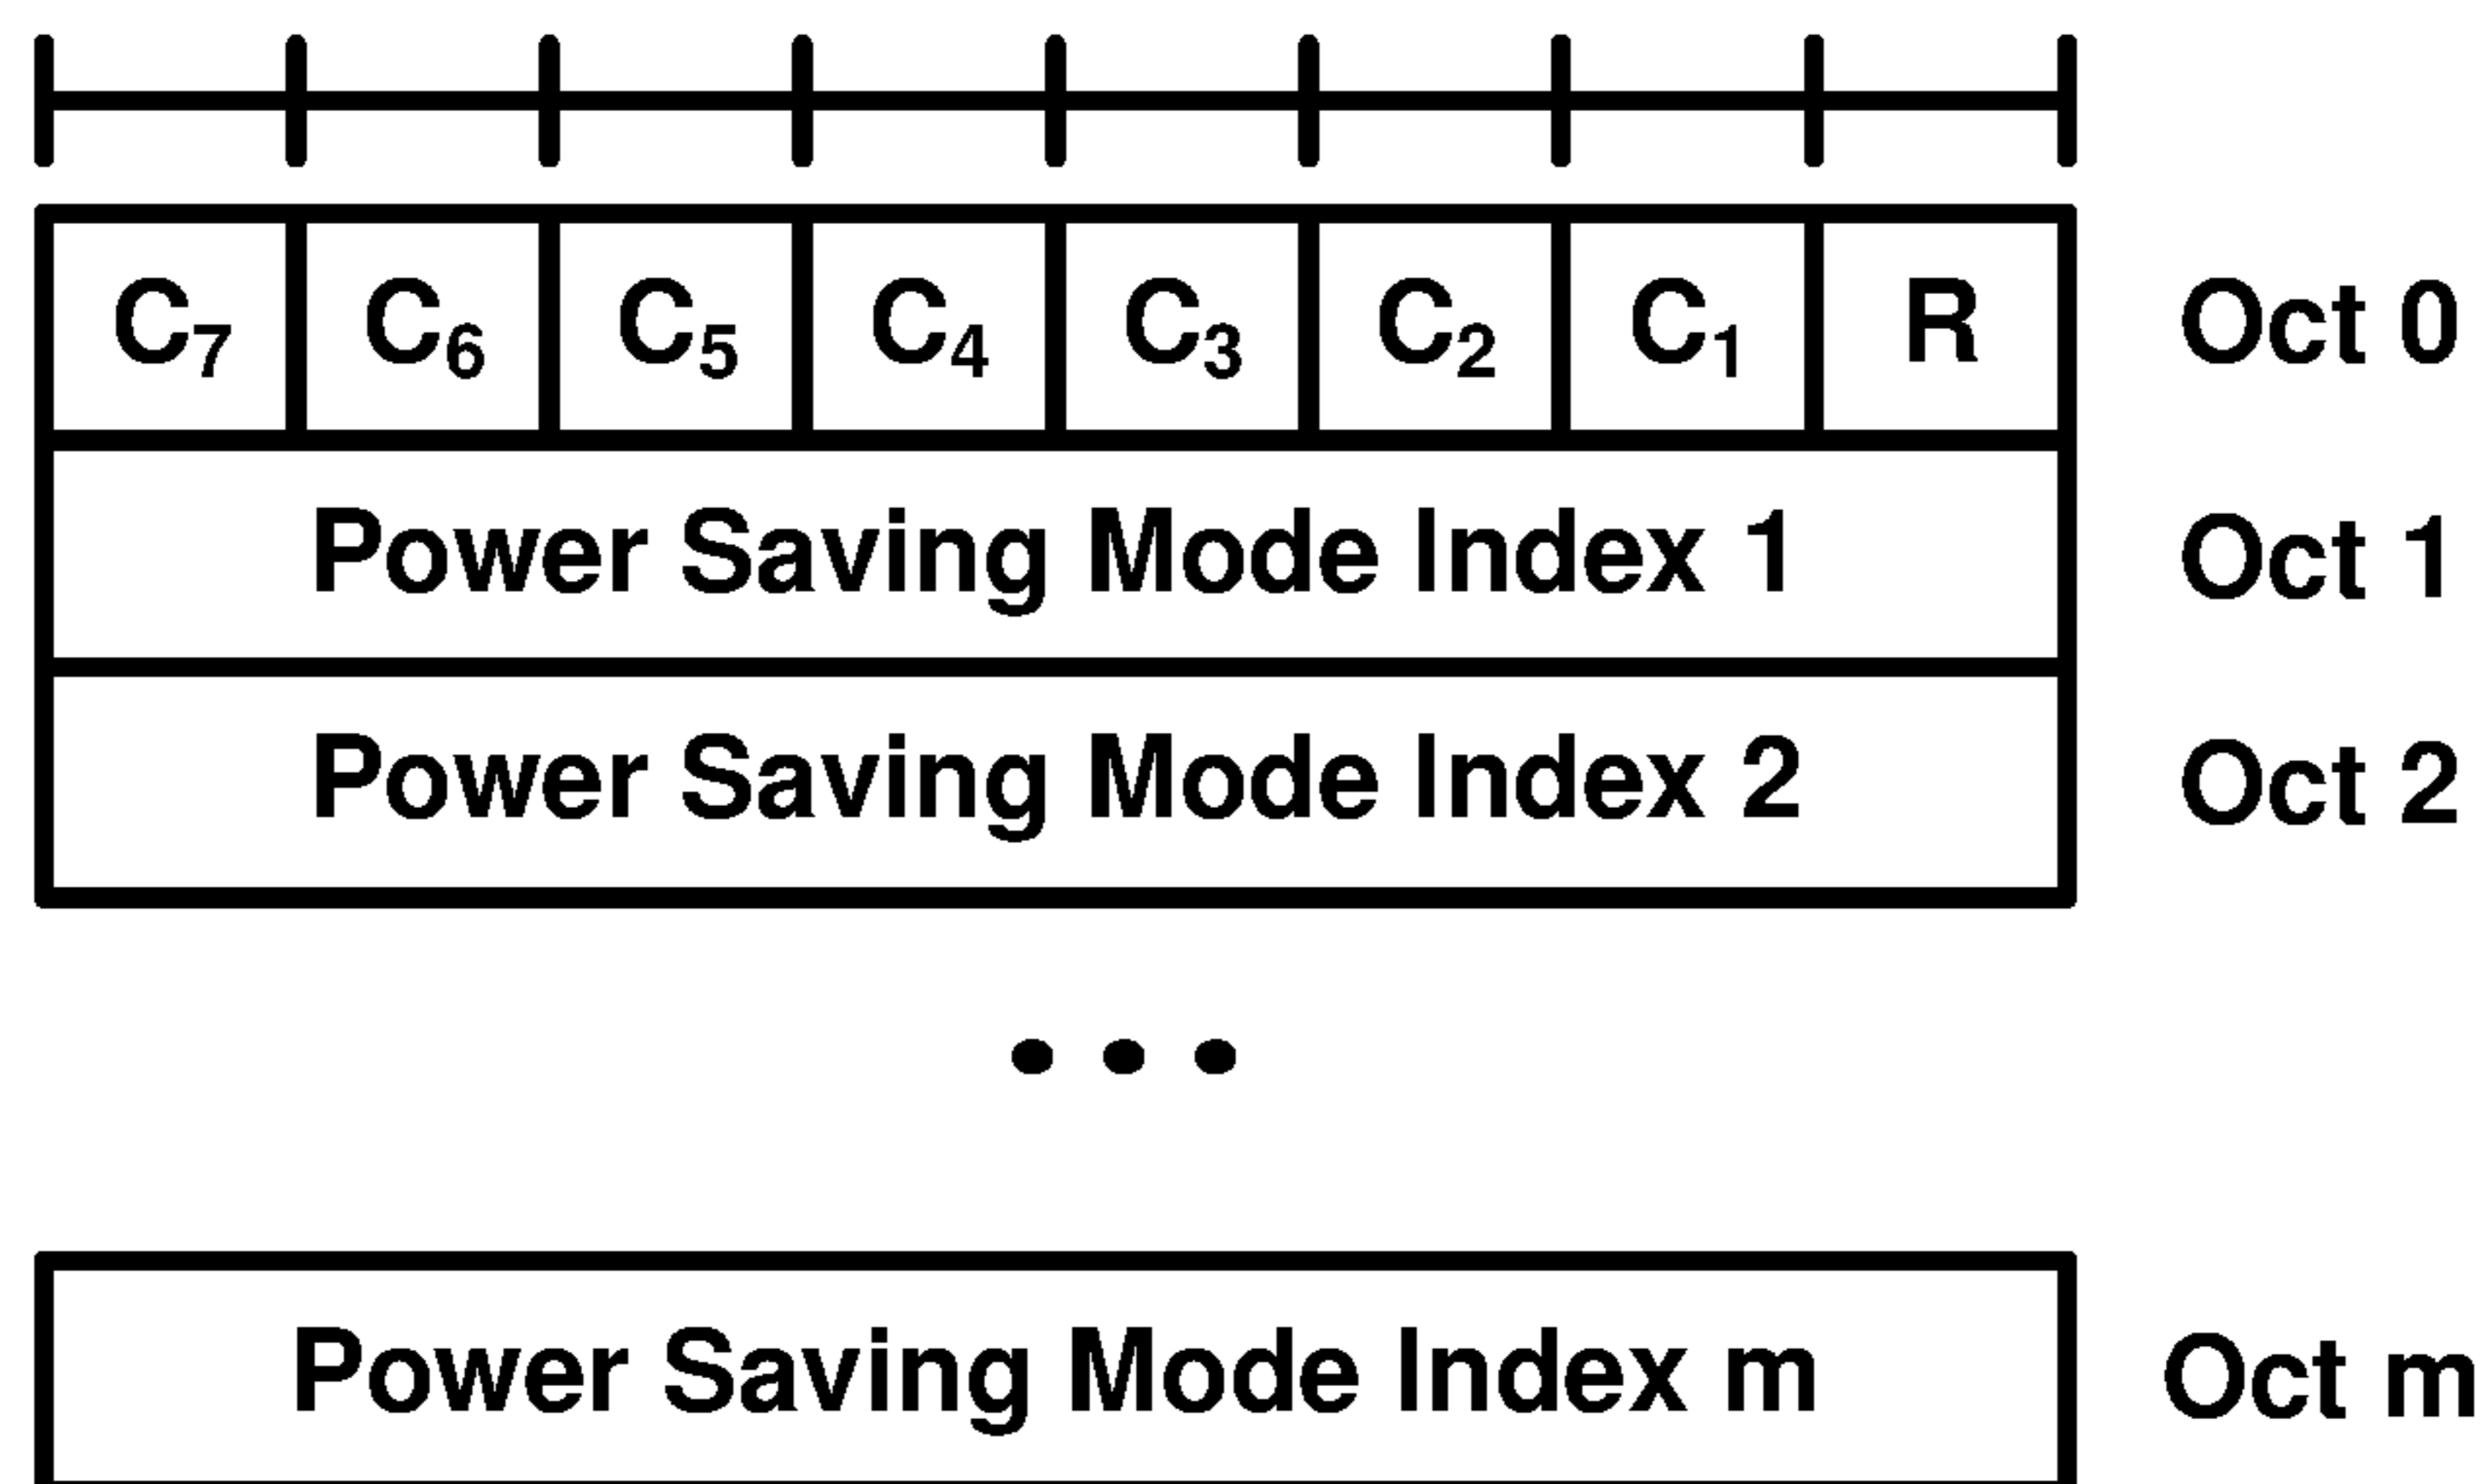 C7 C6 C5 C4 C3 C2 C1 R Oct 0
Power Saving Mode Index 1 Oct 1
Power Saving Mode Index 2 Oct 2
• • •
Power Saving Mode Index m Oct m